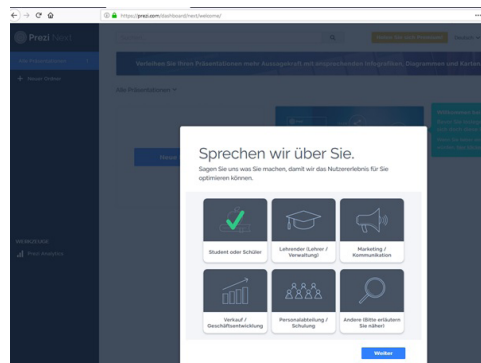 https://prezi.com/dashboard/next/welcome/
Prezi Next
Deutsch
Alle Präsentationen
Verleihen Sie Ihren Präsentationen mehr Aussagekraft mit ansprechenden Infografiken, Diagrammen und Karten
+ Neuer Ordner
Alle Präsentationen
Sprechen wir über Sie.
Sagen Sie uns was Sie machen, damit wir das Nutzererlebnis für Sie
optimieren können.
Student oder Schüler
Lehrender (Lehrer /
Verwaltung)
Marketing /
Kommunikation
Prezi Analytics
Verkauf /
Geschäftsentwicklung
Personalabteilung /
Schulung
Andere (Bitte erläutern
Sie näher)
Weiter